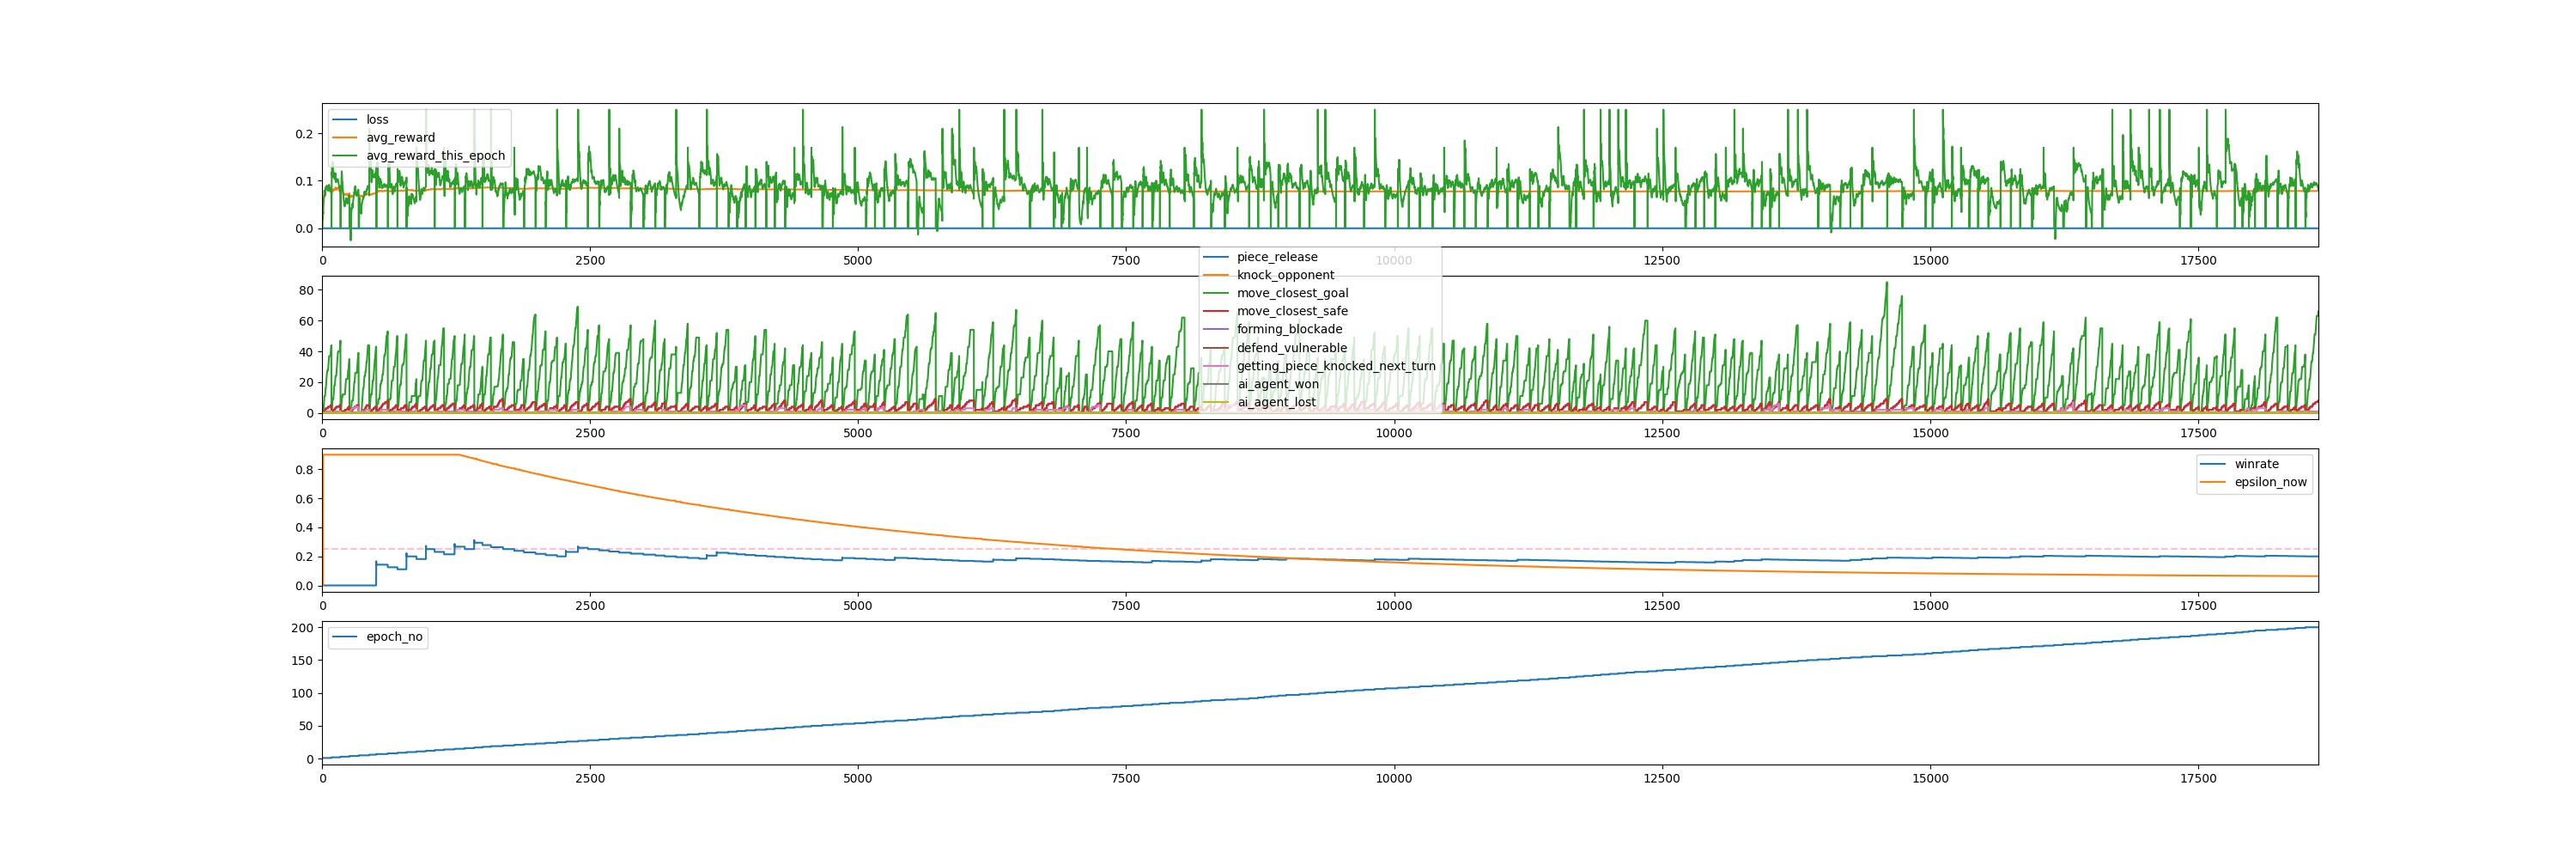 loss
avg_reward
avg_reward_this_epoch
0.2
0.1
0.0
0 2500 5000 7500 10000 12500 15000 17500
piece_release
knock_opponent
move_closest_goal
move_closest_safe
forming_blockade
defend_vulnerable
getting_piece_knocked_next_turn
ai_agent_won
ai_agent_lost
80
60
40
20
0
0 2500 5000 7500 10000 12500 15000 17500
winrate
epsilon_now
0.8
0.6
0.4
0.2
0.0
0 2500 5000 7500 10000 12500 15000 17500
epoch_no
200
150
100
50
0
0 2500 5000 7500 10000 12500 15000 17500